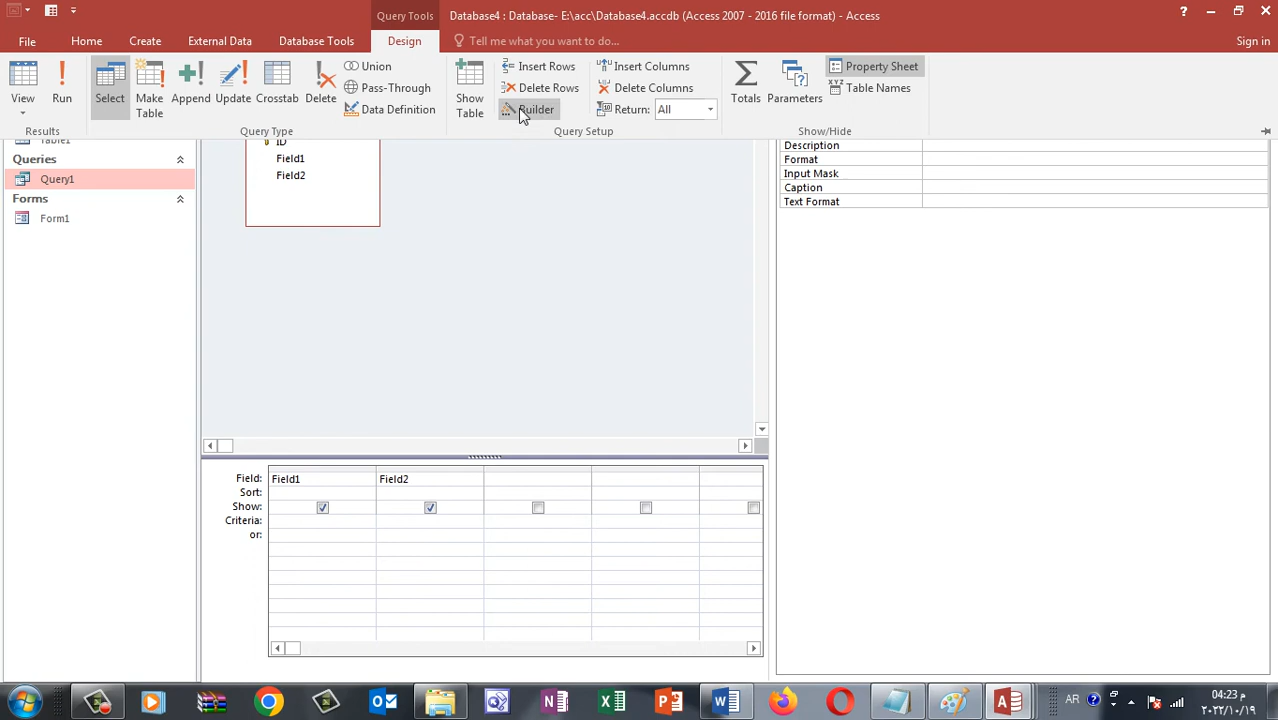 Query Tools
Database4 : Database- E:\acc\Database4.accdb (Access 2007 - 2016 file format) - Access
File
Home
Create
External Data
Database Tools
Design
Tell me what you want to do...
Sign in
View
Run
Select
Make Table
Append
Update
Crosstab
Delete
Union
Pass-Through
Data Definition
Show Table
Insert Rows
Delete Rows
Builder
Insert Columns
Delete Columns
Return: All
Totals
Parameters
Property Sheet
Table Names
Results
Query Type
Query Setup
Show/Hide
Queries
Query1
Forms
Form1
ID
Field1
Field2
Description
Format
Input Mask
Caption
Text Format
Field: Field1 Field2
Sort:
Show:
Criteria:
or:
AR
04:23 م
٢٠٢٢/١٠/١٩